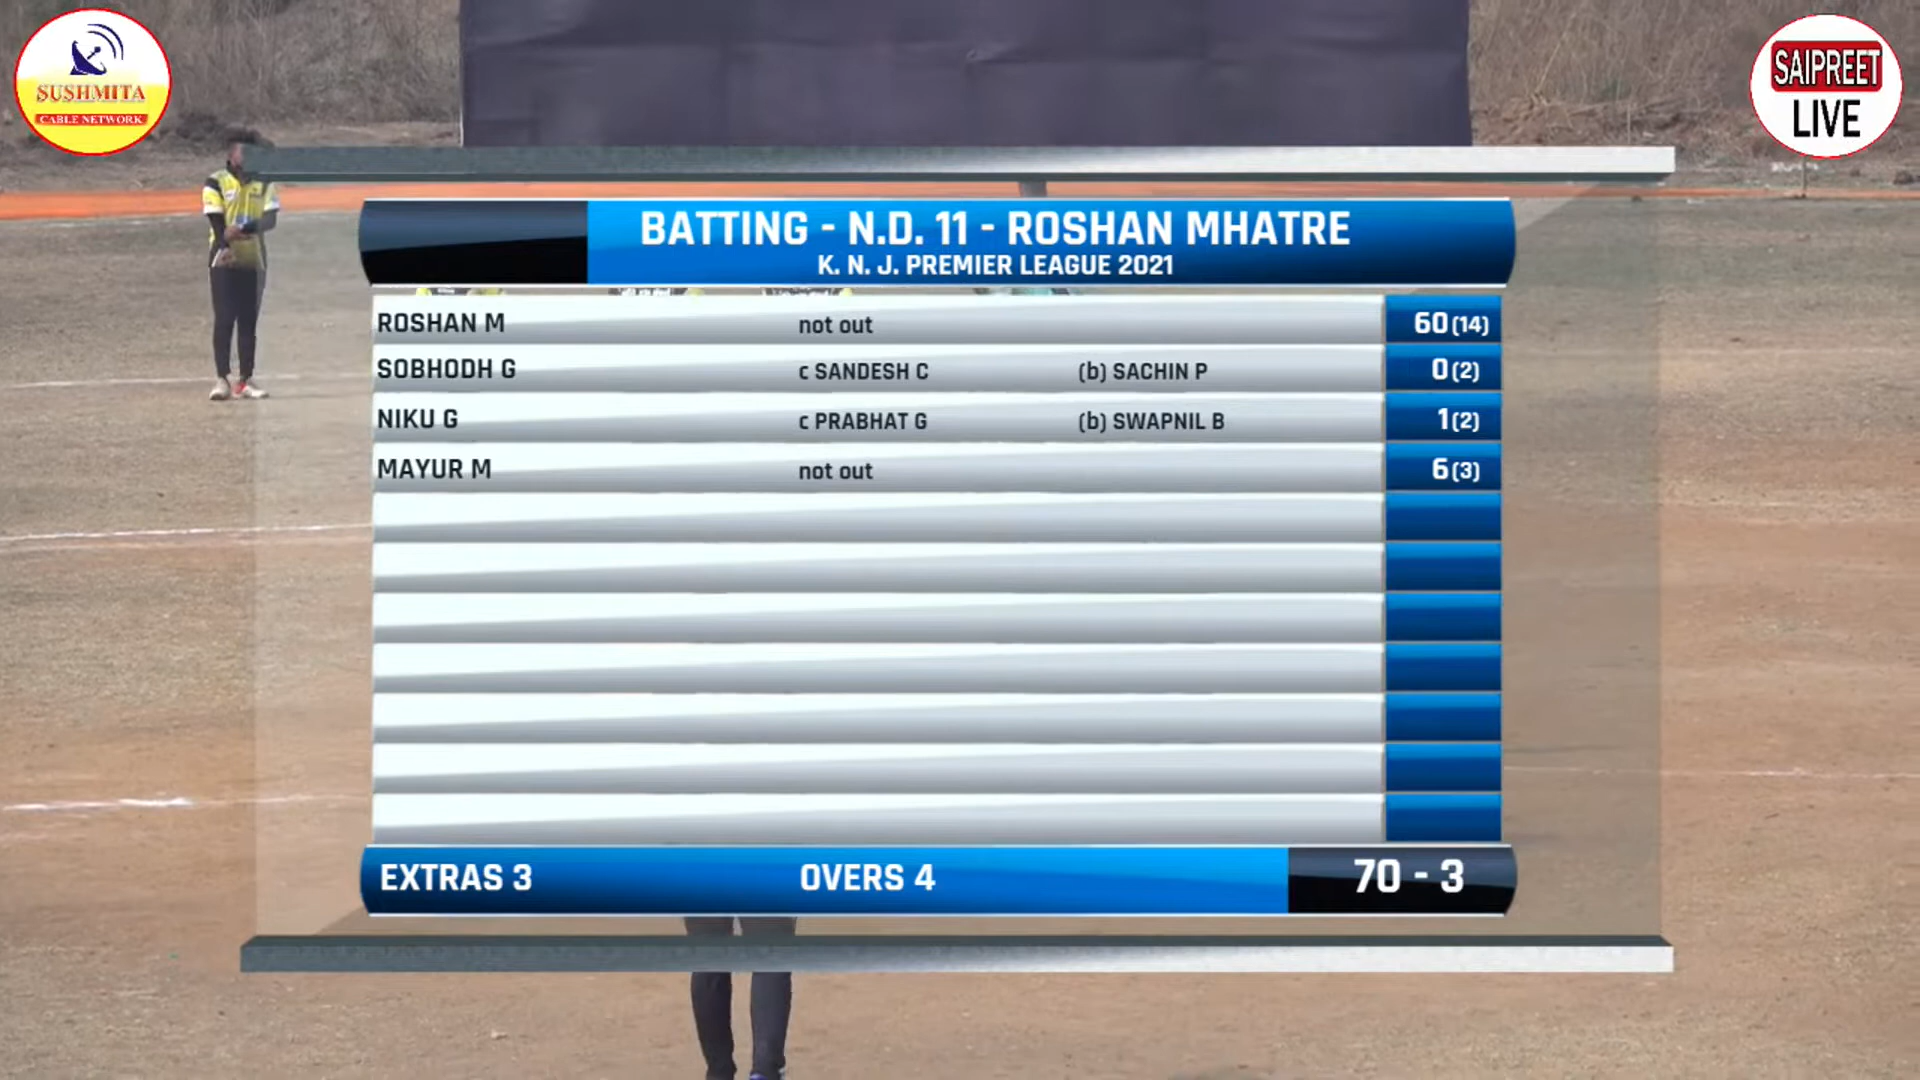 SUSHMITA
CABLE NETWORK
SAIPREET
LIVE
BATTING - N.D. 11 - ROSHAN MHATRE
K. N. J. PREMIER LEAGUE 2021
ROSHAN M not out 60(14)
SOBHODH G c SANDESH C (b) SACHIN P 0(2)
NIKU G c PRABHAT G (b) SWAPNIL B 1(2)
MAYUR M not out 6(3)
EXTRAS 3 OVERS 4 70 - 3